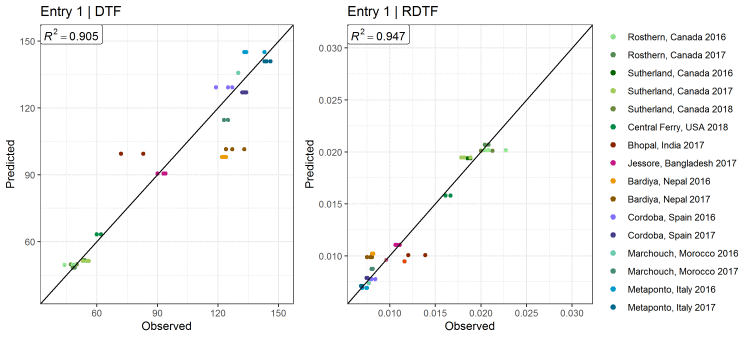 Entry 1 | DTF
R² = 0.905
150
120
90
60
Predicted
60
90
120
150
Observed
Entry 1 | RDTF
R² = 0.947
0.030
0.025
0.020
0.015
0.010
Predicted
0.010
0.015
0.020
0.025
0.030
Observed
Rosthern, Canada 2016
Rosthern, Canada 2017
Sutherland, Canada 2016
Sutherland, Canada 2017
Sutherland, Canada 2018
Central Ferry, USA 2018
Bhopal, India 2017
Jessore, Bangladesh 2017
Bardiya, Nepal 2016
Bardiya, Nepal 2017
Cordoba, Spain 2016
Cordoba, Spain 2017
Marchouch, Morocco 2016
Marchouch, Morocco 2017
Metaponto, Italy 2016
Metaponto, Italy 2017